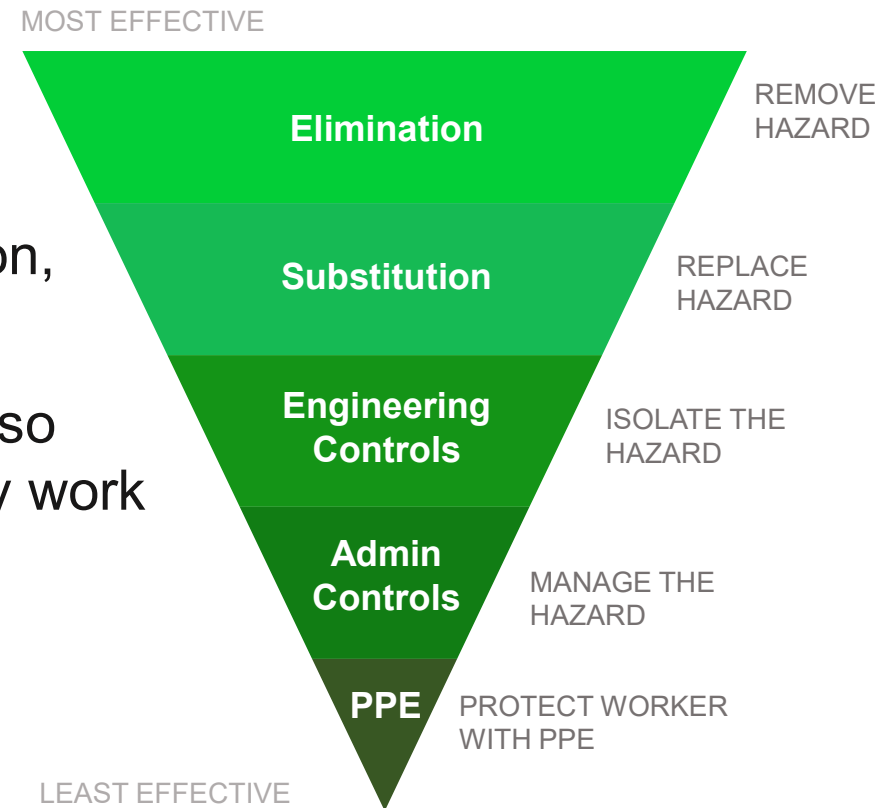 MOST EFFECTIVE
Elimination
REMOVE
HAZARD
on,
Substitution
REPLACE
HAZARD
so
y work
Engineering
Controls
ISOLATE THE
HAZARD
Admin
Controls
MANAGE THE
HAZARD
PPE
PROTECT WORKER
WITH PPE
LEAST EFFECTIVE